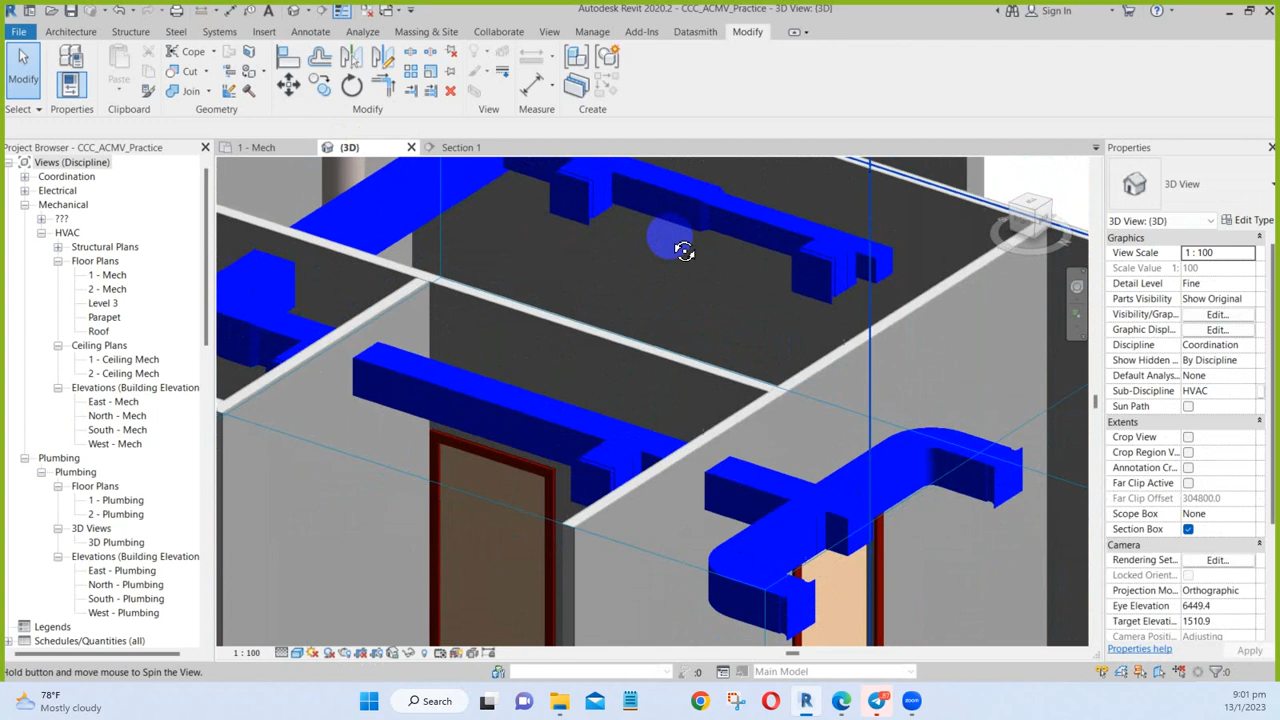 Autodesk Revit 2020.2 - CCC_ACMV_Practice - 3D View: {3D}
Sign In
File Architecture Structure Steel Systems Insert Annotate Analyze Massing & Site Collaborate View Manage Add-Ins Datasmith Modify
Modify
Paste
Cope
Cut
Join
Select Properties Clipboard Geometry Modify View Measure Create
Project Browser - CCC_ACMV_Practice
1 - Mech
{3D}
Section 1
Properties
Views (Discipline)
Coordination
Electrical
Mechanical
???
HVAC
Structural Plans
Floor Plans
1 - Mech
2 - Mech
Level 3
Parapet
Roof
Ceiling Plans
1 - Ceiling Mech
2 - Ceiling Mech
Elevations (Building Elevation
East - Mech
North - Mech
South - Mech
West - Mech
Plumbing
Plumbing
Floor Plans
1 - Plumbing
2 - Plumbing
3D Views
3D Plumbing
Elevations (Building Elevation
East - Plumbing
North - Plumbing
South - Plumbing
West - Plumbing
Legends
Schedules/Quantities (all)
3D View
3D View: {3D}
Edit Type
Graphics
View Scale 1 : 100
Scale Value 1: 100
Detail Level Fine
Parts Visibility Show Original
Visibility/Grap... Edit...
Graphic Displ... Edit...
Discipline Coordination
Show Hidden ... By Discipline
Default Analys... None
Sub-Discipline HVAC
Sun Path
Extents
Crop View
Crop Region V...
Annotation Cr...
Far Clip Active
Far Clip Offset 304800.0
Scope Box None
Section Box
Camera
Rendering Set... Edit...
Locked Orient...
Projection Mo... Orthographic
Eye Elevation 6449.4
Target Elevat... 1510.9
Camera Positi... Adjusting
Properties help
Apply
1 : 100
Hold button and move mouse to Spin the View.
:0
Main Model
:0
78°F
Mostly cloudy
Search
9:01 pm
13/1/2023